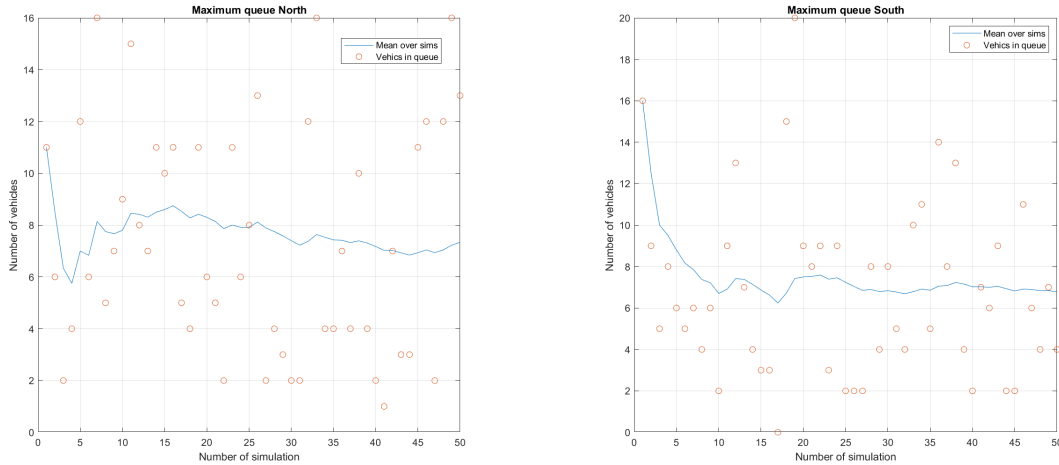 Maximum queue North
16
14
12
10
8
6
4
2
0
Number of vehicles
Mean over sims
Vehics in queue
0 5 10 15 20 25 30 35 40 45 50
Number of simulation
Maximum queue South
20
18
16
14
12
10
8
6
4
2
0
Number of vehicles
Mean over sims
Vehics in queue
0 5 10 15 20 25 30 35 40 45 50
Number of simulation